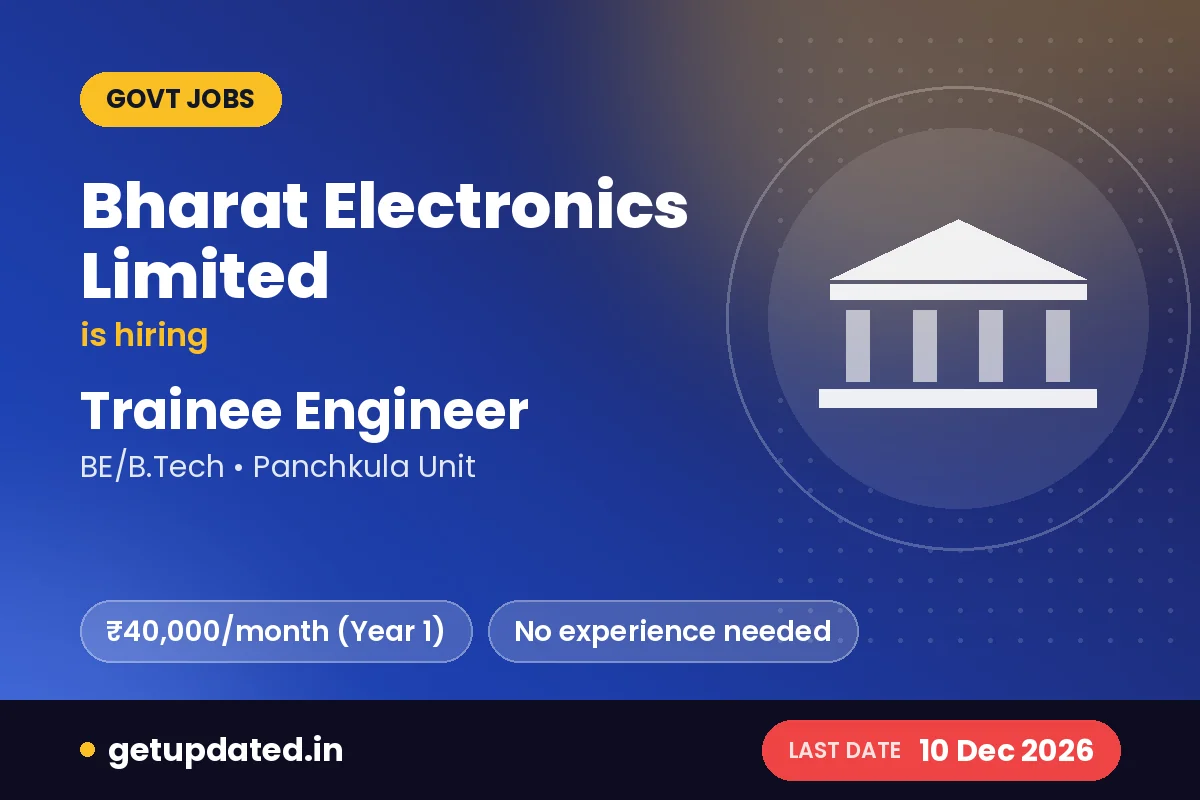 GOVT JOBS
Bharat Electronics
Limited
is hiring
Trainee Engineer
BE/B.Tech • Panchkula Unit
₹40,000/month (Year 1)
No experience needed
getupdated.in
LAST DATE 10 Dec 2026